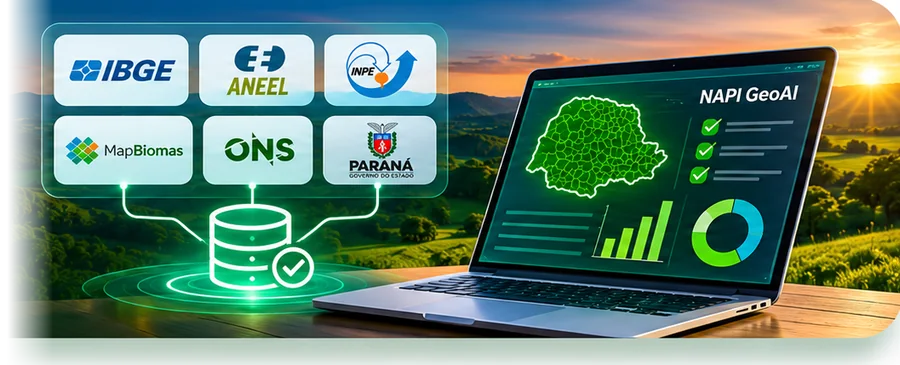 IBGE
ANEEL
INPE
MapBiomas
ONS
PARANÁ
GOVERNO DO ESTADO
NAPI GeoAI